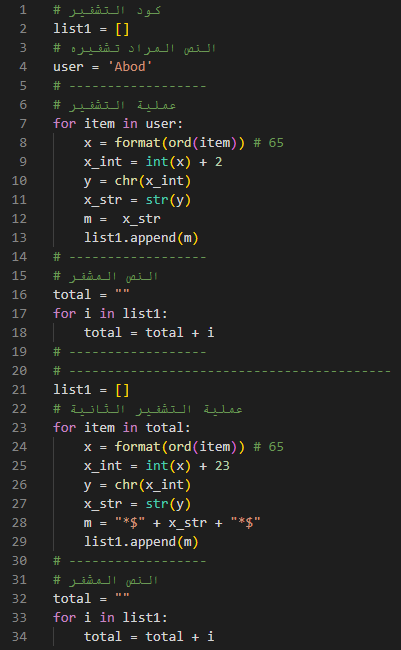 1 # كود التشفير
2 list1 = []
3 # النص المراد تشفيره
4 user = 'Abod'
5 # ------------------
6 # عملية التشفير
7 for item in user:
8     x = format(ord(item)) # 65
9     x_int = int(x) + 2
10     y = chr(x_int)
11     x_str = str(y)
12     m =  x_str
13     list1.append(m)
14 # ------------------
15 # النص المشفر
16 total = ""
17 for i in list1:
18     total = total + i
19 # ------------------
20 # ------------------------------------------
21 list1 = []
22 # عملية التشفير الثانية
23 for item in total:
24     x = format(ord(item)) # 65
25     x_int = int(x) + 23
26     y = chr(x_int)
27     x_str = str(y)
28     m = "*$" + x_str + "*$"
29     list1.append(m)
30 # ------------------
31 # النص المشفر
32 total = ""
33 for i in list1:
34     total = total + i